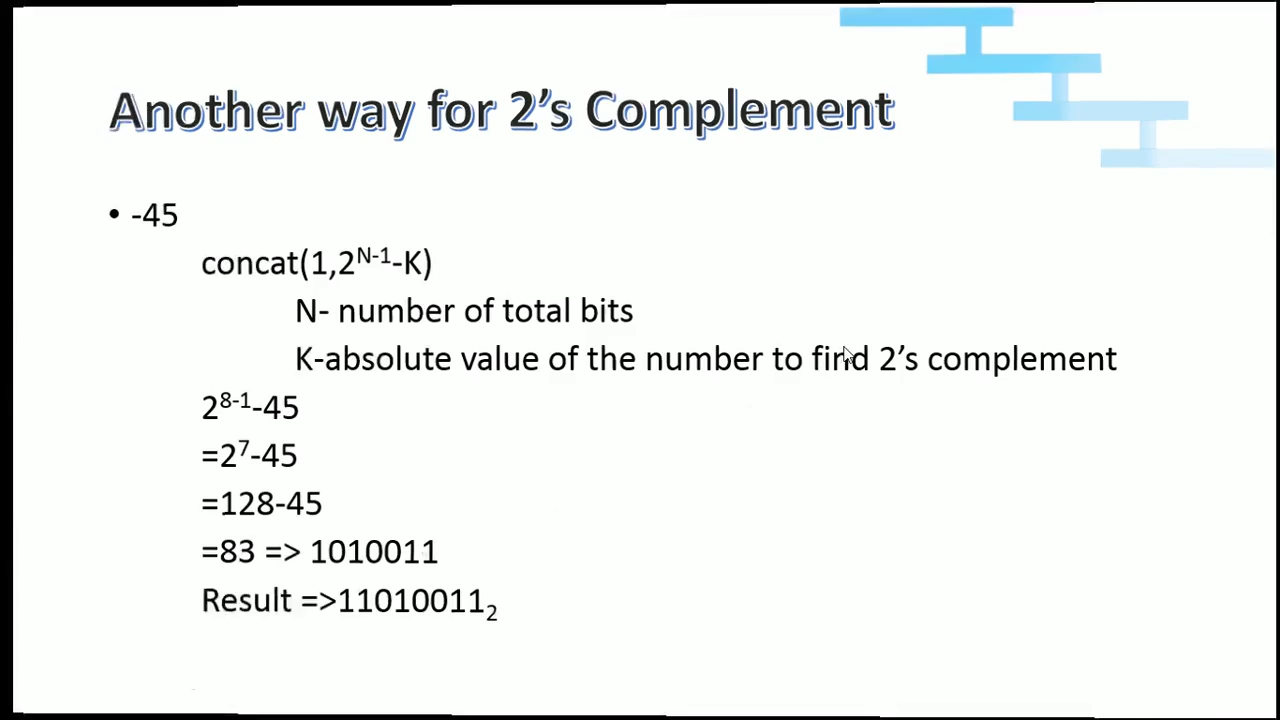 Another way for 2’s Complement
• -45
concat(1,2^N-1-K)
N- number of total bits
K-absolute value of the number to find 2’s complement
2^8-1-45
=2^7-45
=128-45
=83 => 1010011
Result =>11010011₂